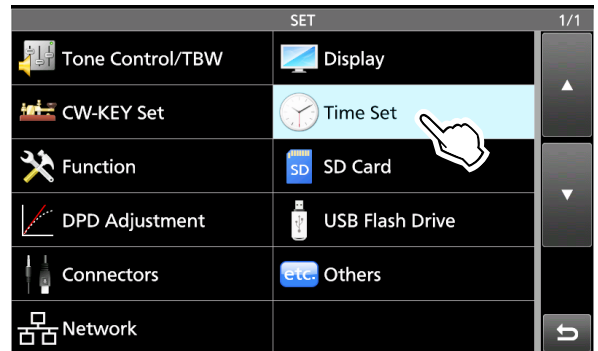 SET 1/1
Tone Control/TBW
Display
CW-KEY Set
Time Set
Function
SD SD Card
DPD Adjustment
USB Flash Drive
Connectors
etc. Others
Network